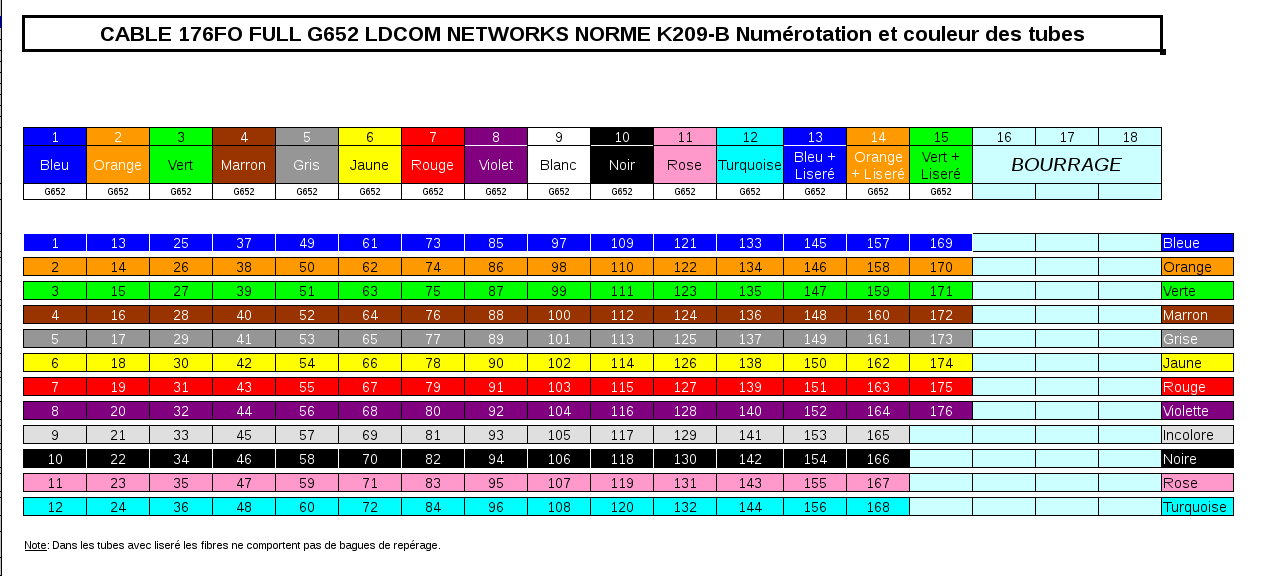 CABLE 176FO FULL G652 LDCOM NETWORKS NORME K209-B Numérotation et couleur des tubes
1 2 3 4 5 6 7 8 9 10 11 12 13 14 15 16 17 18
Bleu Orange Vert Marron Gris Jaune Rouge Violet Blanc Noir Rose Turquoise Bleu + Liseré Orange + Liseré Vert + Liseré BOURRAGE
G652 G652 G652 G652 G652 G652 G652 G652 G652 G652 G652 G652 G652 G652 G652
1 13 25 37 49 61 73 85 97 109 121 133 145 157 169 Bleue
2 14 26 38 50 62 74 86 98 110 122 134 146 158 170 Orange
3 15 27 39 51 63 75 87 99 111 123 135 147 159 171 Verte
4 16 28 40 52 64 76 88 100 112 124 136 148 160 172 Marron
5 17 29 41 53 65 77 89 101 113 125 137 149 161 173 Grise
6 18 30 42 54 66 78 90 102 114 126 138 150 162 174 Jaune
7 19 31 43 55 67 79 91 103 115 127 139 151 163 175 Rouge
8 20 32 44 56 68 80 92 104 116 128 140 152 164 176 Violette
9 21 33 45 57 69 81 93 105 117 129 141 153 165 Incolore
10 22 34 46 58 70 82 94 106 118 130 142 154 166 Noire
11 23 35 47 59 71 83 95 107 119 131 143 155 167 Rose
12 24 36 48 60 72 84 96 108 120 132 144 156 168 Turquoise
Note: Dans les tubes avec liseré les fibres ne comportent pas de bagues de repérage.